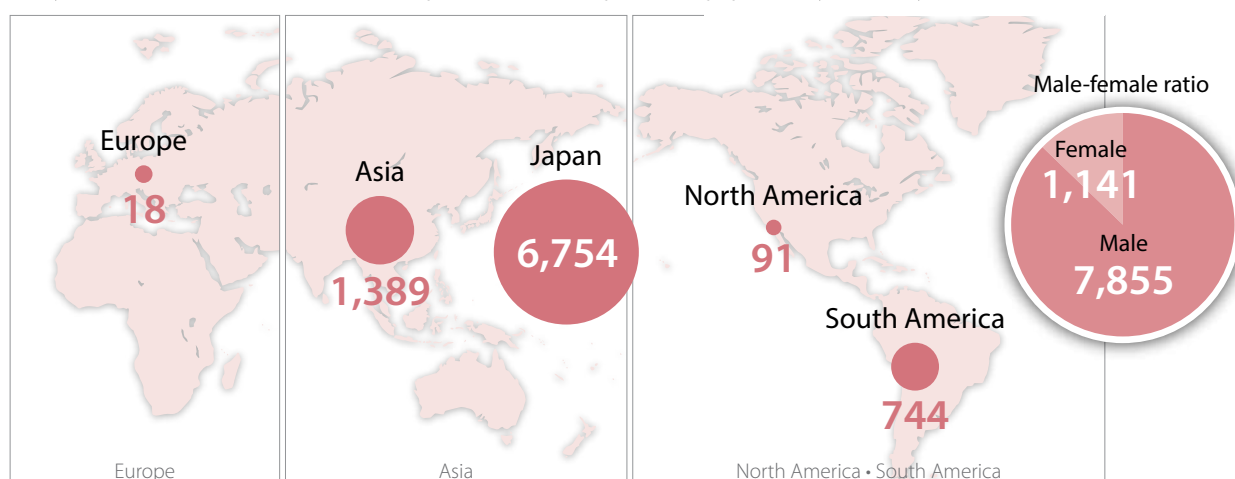 Europe
18
Europe
Asia
1,389
Japan
6,754
Asia
North America
91
South America
744
North America • South America
Male-female ratio
Female
1,141
Male
7,855